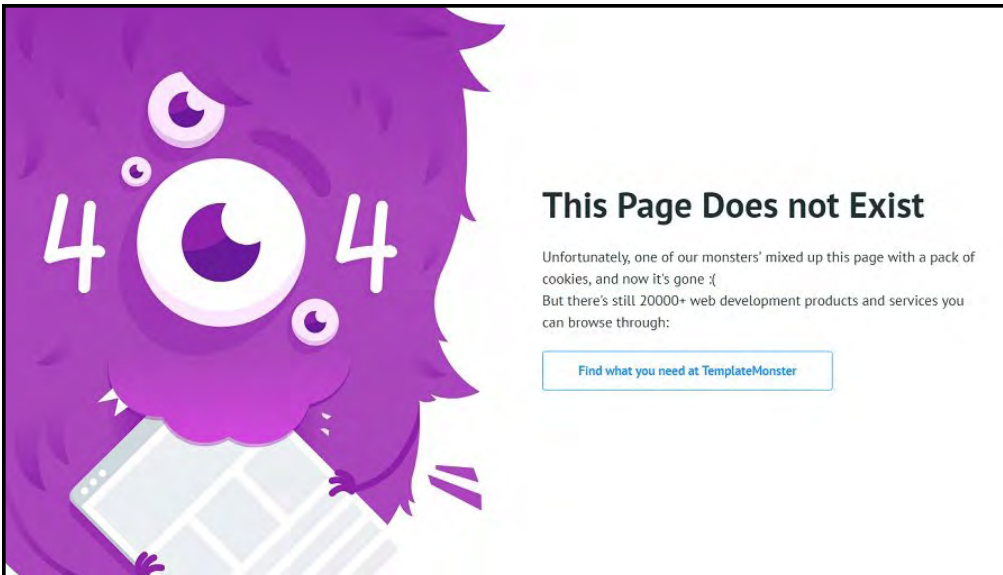 4 4
This Page Does not Exist
Unfortunately, one of our monsters’ mixed up this page with a pack of
cookies, and now it's gone :(
But there's still 20000+ web development products and services you
can browse through:
Find what you need at TemplateMonster